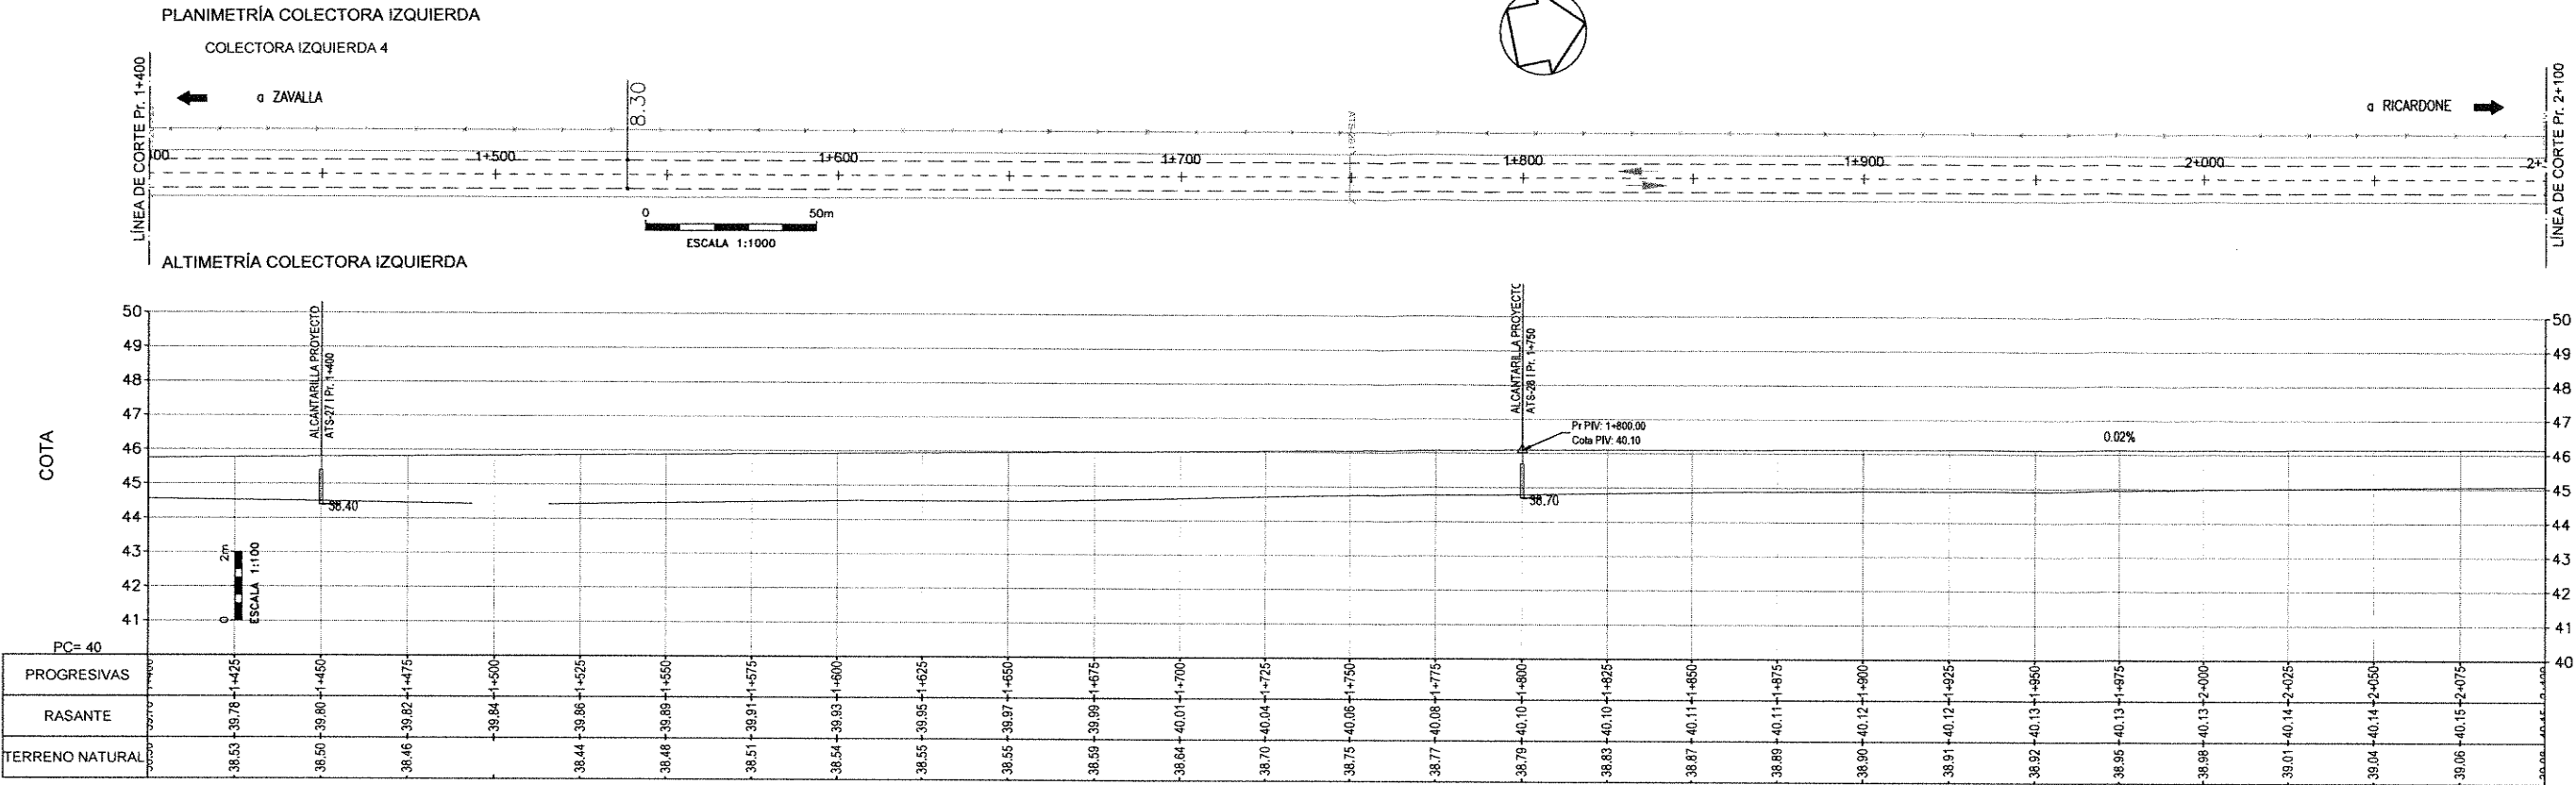 PLANIMETRÍA COLECTORA IZQUIERDA
COLECTORA IZQUIERDA 4
LÍNEA DE CORTE Pr. 1+400
a ZAVALLA
8.30
a RICARDONE
LÍNEA DE CORTE Pr. 2+100
00 1+500 1+600 1+700 1+800 1+900 2+000 2+
0 50m
ESCALA 1:1000
ALTIMETRÍA COLECTORA IZQUIERDA
COTA
50 49 48 47 46 45 44 43 42 41
PC= 40
ALCANTARILLA PROYECTO
ATS-27 I Pr. 1+400
38.40
0 2m
ESCALA 1:100
ALCANTARILLA PROYECTO
ATS-28 I Pr. 1+750
Pr PIV: 1+800.00
Cota PIV: 40.10
38.70
0.02%
50 49 48 47 46 45 44 43 42 41 40
PROGRESIVAS 1+425 1+450 1+475 1+500 1+525 1+550 1+575 1+600 1+625 1+650 1+675 1+700 1+725 1+750 1+775 1+800 1+825 1+850 1+875 1+900 1+925 1+950 1+975 2+000 2+025 2+050 2+075
RASANTE 39.78 39.80 39.82 39.84 39.86 39.89 39.91 39.93 39.95 39.97 39.99 40.01 40.04 40.06 40.08 40.10 40.10 40.11 40.11 40.12 40.12 40.13 40.13 40.13 40.14 40.14 40.15
TERRENO NATURAL 38.53 38.50 38.46 38.44 38.48 38.51 38.54 38.55 38.55 38.59 38.64 38.70 38.75 38.77 38.79 38.83 38.87 38.89 38.90 38.91 38.92 38.95 38.98 39.01 39.04 39.06